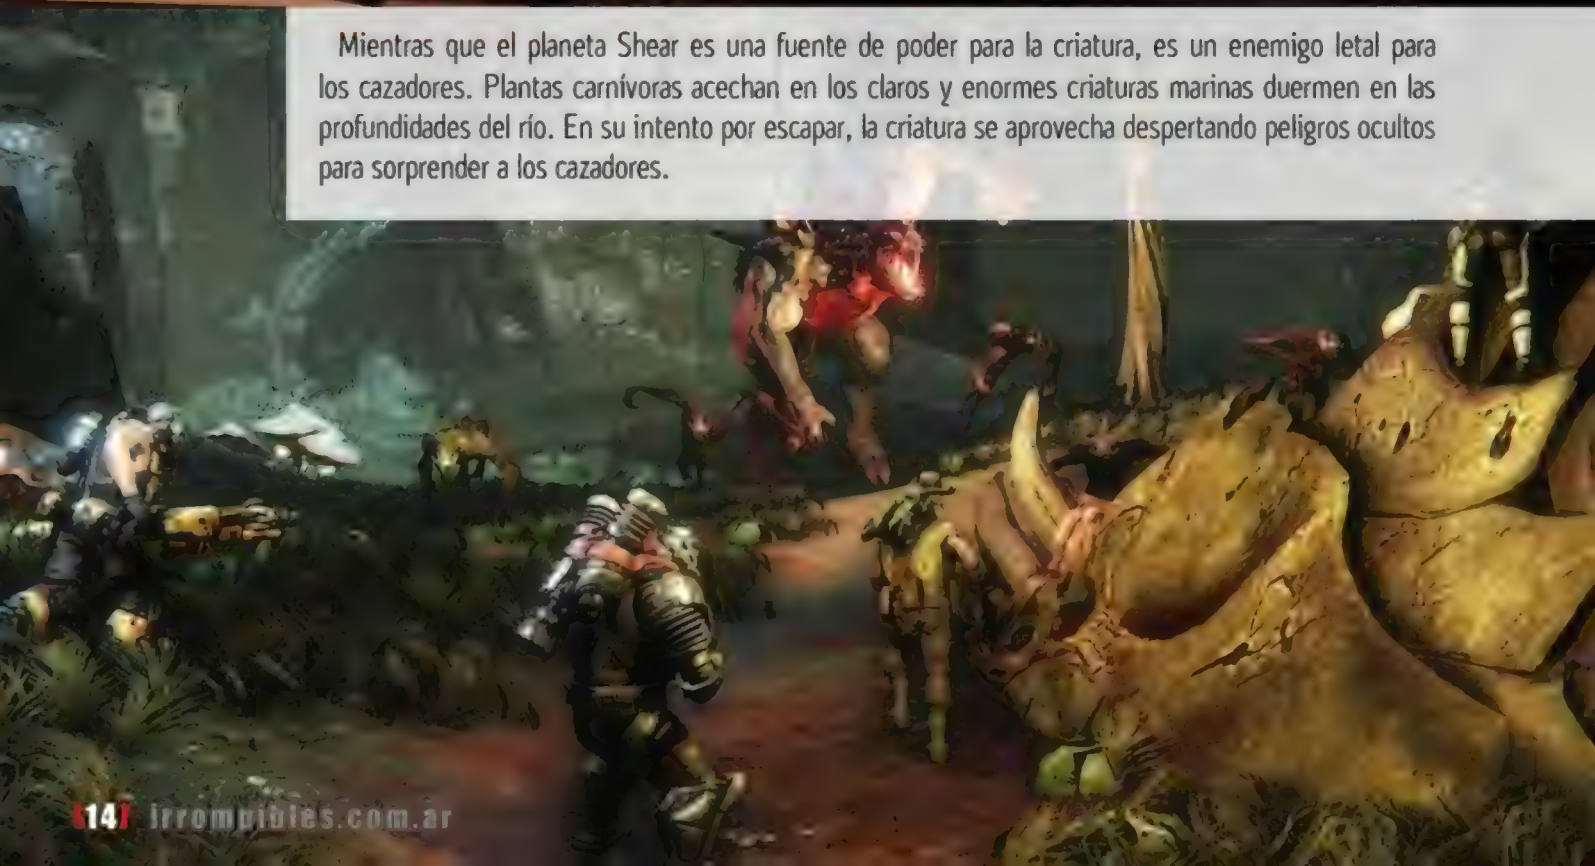 Mientras que el planeta Shear es una fuente de poder para la criatura, es un enemigo letal para
los cazadores. Plantas carnívoras acechan en los claros y enormes criaturas marinas duermen en las
profundidades del río. En su intento por escapar, la criatura se aprovecha despertando peligros ocultos
para sorprender a los cazadores.
[14] irrompibles.com.ar